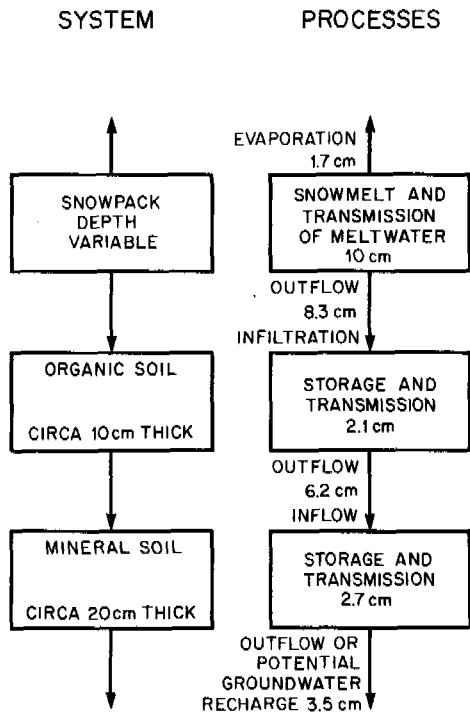 SYSTEM
SNOWPACK
DEPTH
VARIABLE
ORGANIC SOIL
CIRCA 10cm THICK
MINERAL SOIL
CIRCA 20cm THICK
PROCESSES
EVAPORATION
1.7 cm
SNOWMELT AND
TRANSMISSION
OF MELTWATER
10 cm
OUTFLOW
8.3 cm
INFILTRATION
STORAGE AND
TRANSMISSION
2.1 cm
OUTFLOW
6.2 cm
INFLOW
STORAGE AND
TRANSMISSION
2.7 cm
OUTFLOW OR
POTENTIAL
GROUNDWATER
RECHARGE 3.5 cm